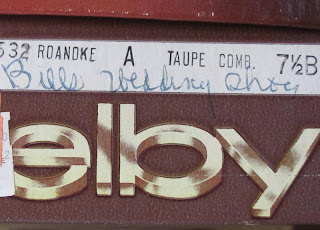 532 ROANOKE A TAUPE COMB. 7½B
Bills wedding shoes
elby